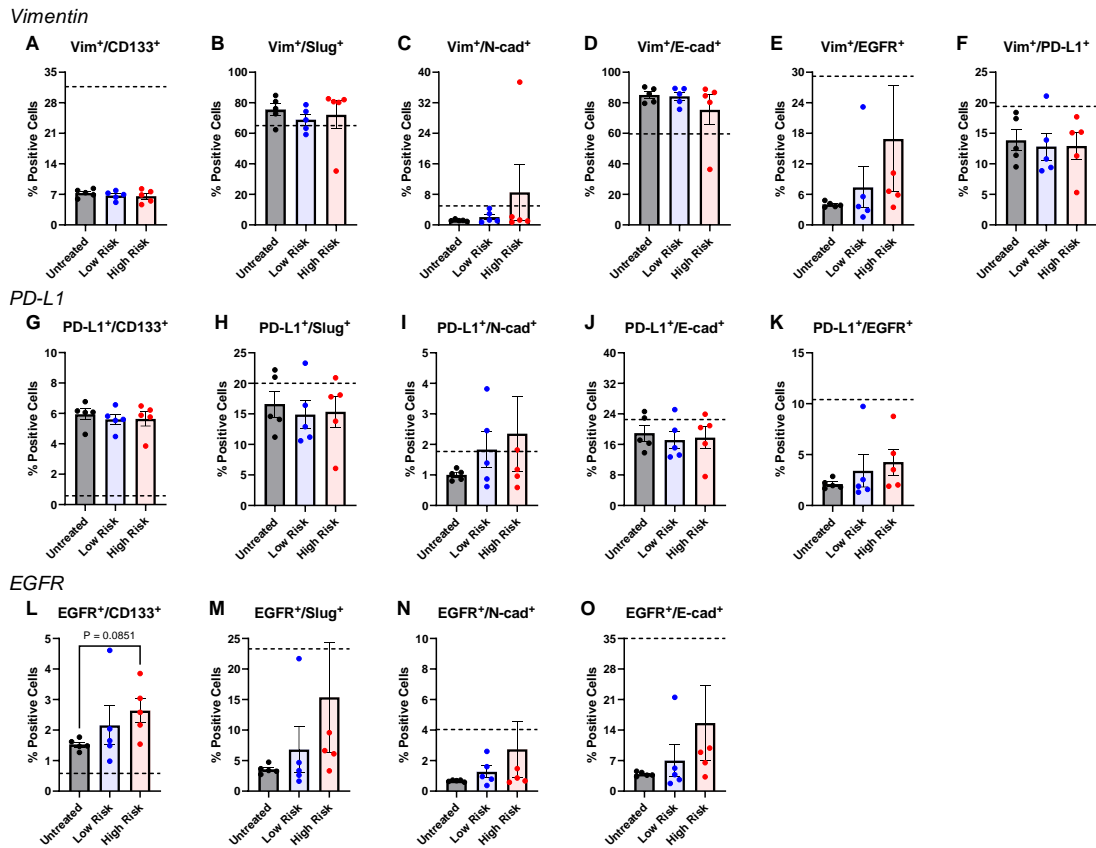 Vimentin
A Vim⁺/CD133⁺
% Positive Cells
35
28
21
14
7
0
Untreated
Low Risk
High Risk
B Vim⁺/Slug⁺
% Positive Cells
100
80
60
40
20
0
Untreated
Low Risk
High Risk
C Vim⁺/N-cad⁺
% Positive Cells
40
32
24
16
8
0
Untreated
Low Risk
High Risk
D Vim⁺/E-cad⁺
% Positive Cells
100
80
60
40
20
0
Untreated
Low Risk
High Risk
E Vim⁺/EGFR⁺
% Positive Cells
30
24
18
12
6
0
Untreated
Low Risk
High Risk
F Vim⁺/PD-L1⁺
% Positive Cells
25
20
15
10
5
0
Untreated
Low Risk
High Risk
PD-L1
G PD-L1⁺/CD133⁺
% Positive Cells
10
8
6
4
2
0
Untreated
Low Risk
High Risk
H PD-L1⁺/Slug⁺
% Positive Cells
25
20
15
10
5
0
Untreated
Low Risk
High Risk
I PD-L1⁺/N-cad⁺
% Positive Cells
5
4
3
2
1
0
Untreated
Low Risk
High Risk
J PD-L1⁺/E-cad⁺
% Positive Cells
40
32
24
16
8
0
Untreated
Low Risk
High Risk
K PD-L1⁺/EGFR⁺
% Positive Cells
15
10
5
0
Untreated
Low Risk
High Risk
EGFR
L EGFR⁺/CD133⁺
% Positive Cells
5
4
3
2
1
0
P = 0.0851
Untreated
Low Risk
High Risk
M EGFR⁺/Slug⁺
% Positive Cells
25
20
15
10
5
0
Untreated
Low Risk
High Risk
N EGFR⁺/N-cad⁺
% Positive Cells
10
8
6
4
2
0
Untreated
Low Risk
High Risk
O EGFR⁺/E-cad⁺
% Positive Cells
35
28
21
14
7
0
Untreated
Low Risk
High Risk